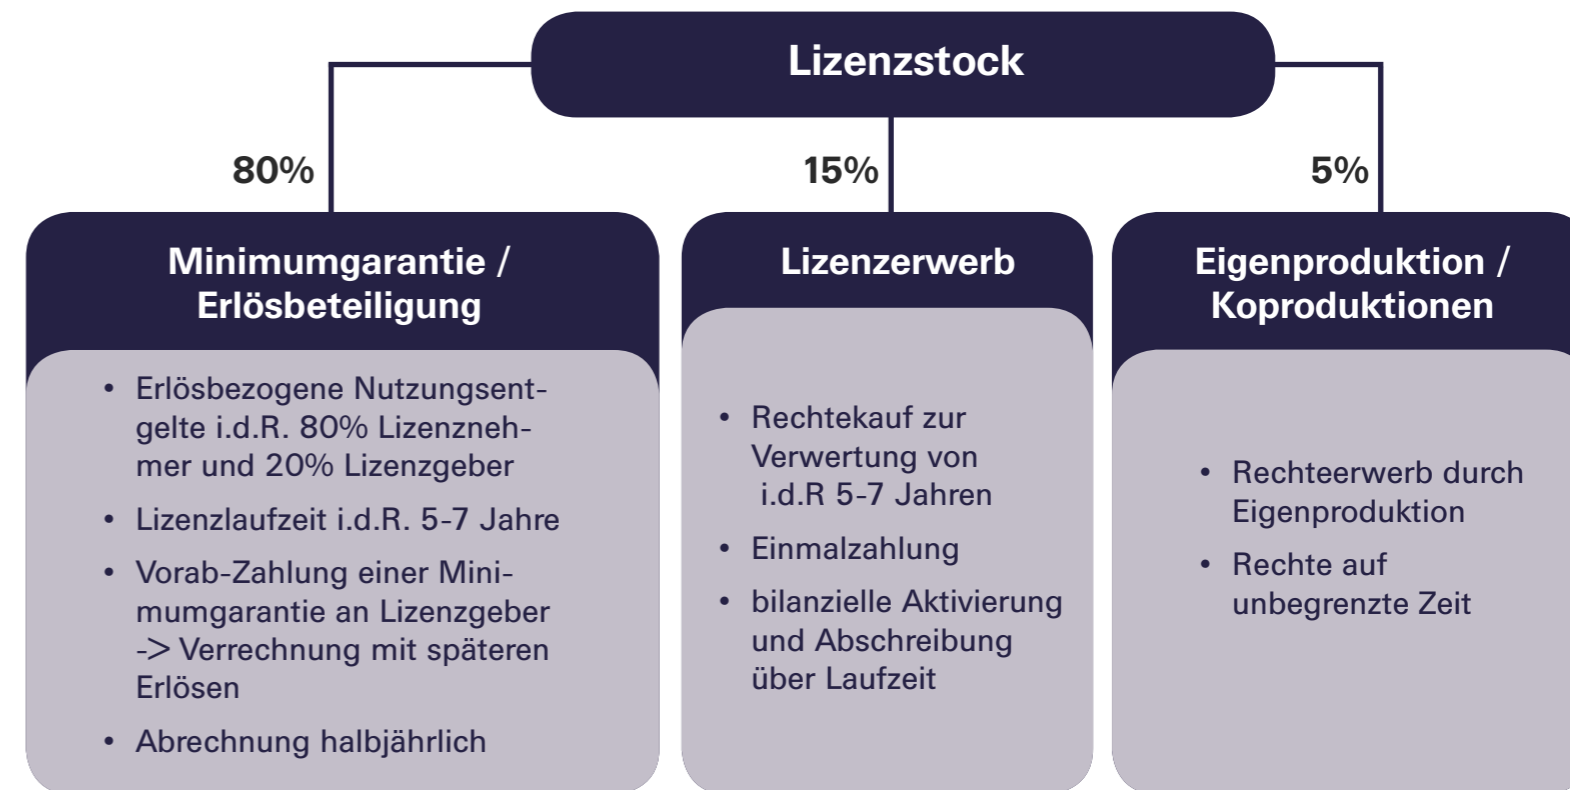 Lizenzstock
80%
15%
5%
Minimumgarantie /
Erlösbeteiligung
• Erlösbezogene Nutzungsent-
gelte i.d.R. 80% Lizenzneh-
mer und 20% Lizenzgeber
• Lizenzlaufzeit i.d.R. 5-7 Jahre
• Vorab-Zahlung einer Mini-
mumgarantie an Lizenzgeber
-> Verrechnung mit späteren
Erlösen
• Abrechnung halbjährlich
Lizenzerwerb
• Rechtekauf zur
Verwertung von
i.d.R 5-7 Jahren
• Einmalzahlung
• bilanzielle Aktivierung
und Abschreibung
über Laufzeit
Eigenproduktion /
Koproduktionen
• Rechteerwerb durch
Eigenproduktion
• Rechte auf
unbegrenzte Zeit